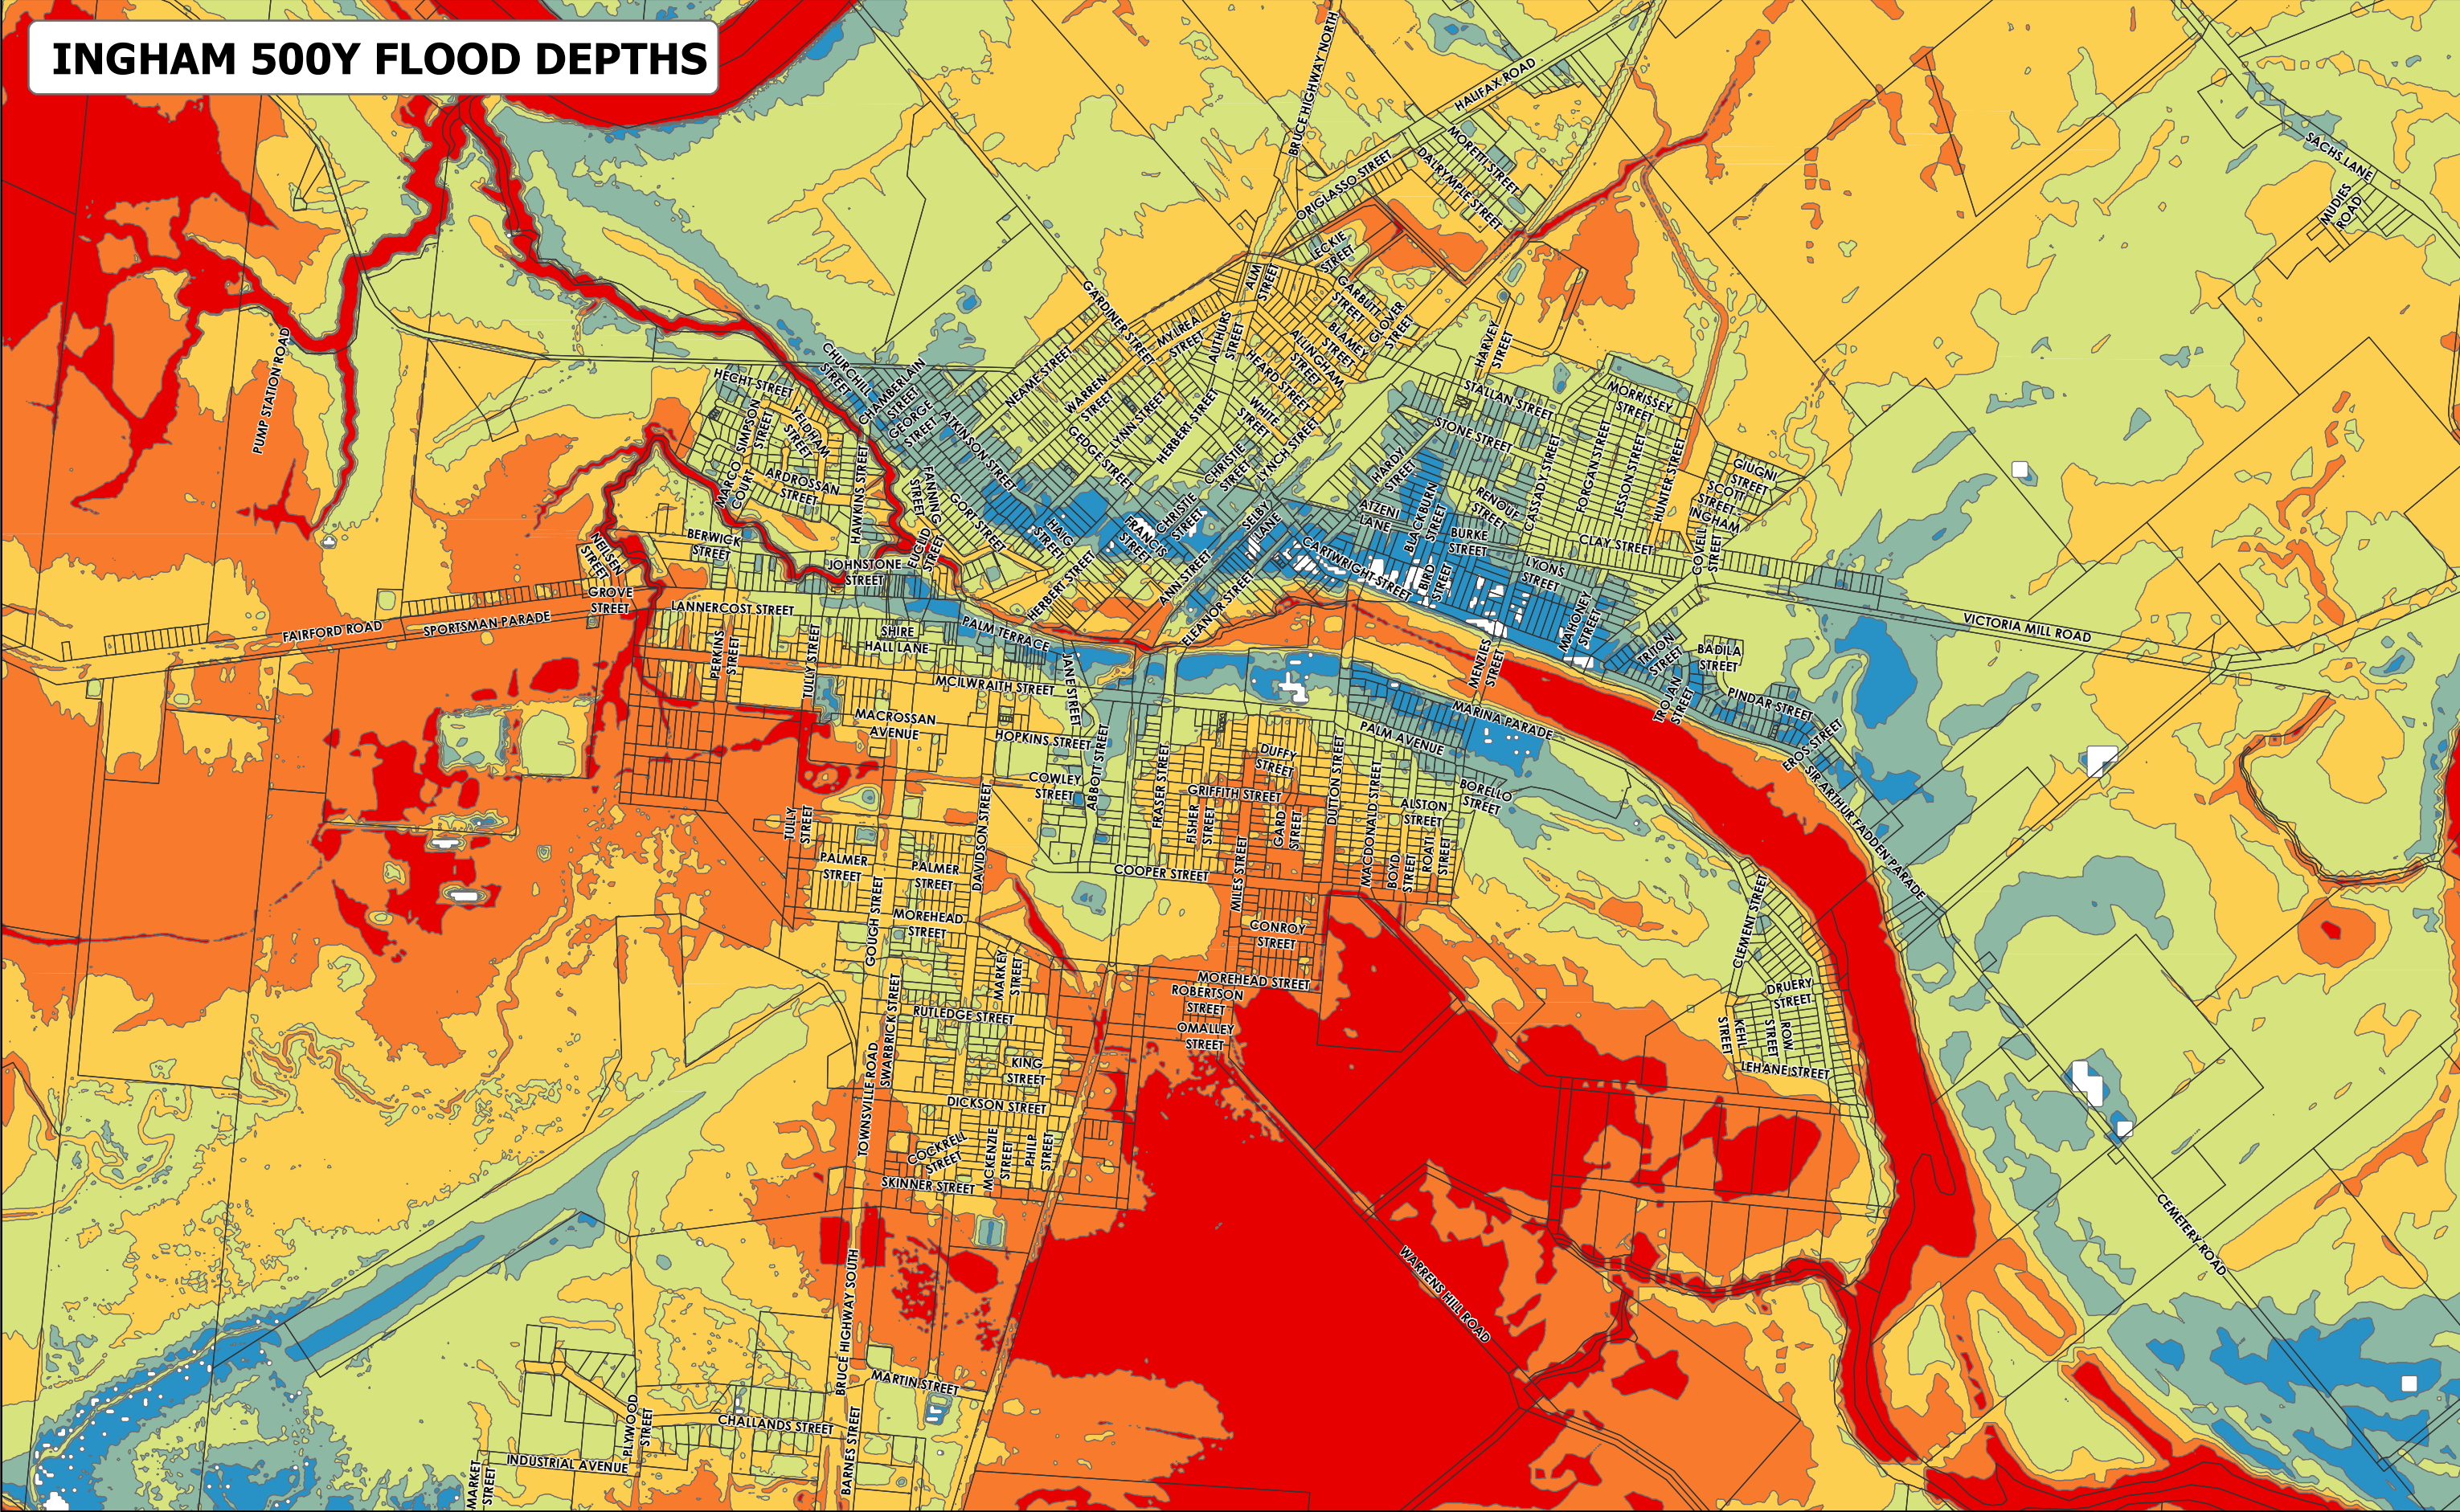 INGHAM 500Y FLOOD DEPTHS
BRUCE HIGHWAY NORTH
HALIFAX ROAD
MORETTI STREET
DALRYMPLE STREET
ORIGLASSO STREET
SACHS LANE
MUDIES
ROAD
LECKIE
STREET
ALM
STREET
GARBUTT
STREET
GLOVER
STREET
GARDINER STREET
MYLREA
STREET
AUTHURS
STREET
BLAMEY
STREET
ALLINGHAM
STREET
HARVEY
STREET
PUMP STATION ROAD
CHURCHILL
STREET
CHAMBERLAIN
STREET
GEORGE
STREET
NEAME STREET
WARREN
STREET
HEARD STREET
HECHT STREET
SIMPSON
STREET
YELDHAM
STREET
MARCO
COURT
ARDROSSAN
STREET
HAWKINS STREET
ATKINSON STREET
GEDGE STREET
LYNN STREET
HERBERT STREET
WHITE
STREET
CHRISTIE
STREET
LYNCH STREET
STALLAN STREET
STONE STREET
MORRISSEY
STREET
HARDY
STREET
CASSADY STREET
FORGAN STREET
JESSON STREET
HUNTER STREET
GIUGNI
STREET
SCOTT
STREET -
INGHAM
FANNING
STREET
GORT STREET
HAIG
STREET
FRANCIS
STREET
CHRISTIE
STREET
SELBY
LANE
ATZENI
LANE
BLACKBURN
STREET
RENOUF
STREET
BURKE
STREET
CLAY STREET
COVELL
STREET
NEILSEN
STREET
BERWICK
STREET
JOHNSTONE
STREET
EUCLID
STREET
HERBERT STREET
ANN STREET
ELEANOR STREET
CARTWRIGHT STREET
BIRD
STREET
LYONS
STREET
MAHONEY
STREET
GROVE
STREET
LANNERCOST STREET
FAIRFORD ROAD
SPORTSMAN PARADE
PERKINS
STREET
TULLY STREET
SHIRE
HALL LANE
PALM TERRACE
JANE STREET
MCILWRAITH STREET
MENZIES
STREET
TRITON
STREET
BADILA
STREET
VICTORIA MILL ROAD
TROJAN
STREET
PINDAR STREET
EROS STREET
MACROSSAN
AVENUE
HOPKINS STREET
MARINA PARADE
PALM AVENUE
SIR ARTHUR FADDEN PARADE
COWLEY
STREET
ABBOTT STREET
FRASER STREET
DUFFY
STREET
GRIFFITH STREET
FISHER
STREET
GARD
STREET
DUTTON STREET
MACDONALD STREET
ALSTON
STREET
BORELLO
STREET
BOYD
STREET
ROATI
STREET
TULLY
STREET
PALMER
STREET
PALMER
STREET
DAVIDSON STREET
COOPER STREET
MILES STREET
GOUGH STREET
MOREHEAD
STREET
CONROY
STREET
CLEMENT STREET
MARKEY
STREET
MOREHEAD STREET
ROBERTSON
STREET
OMALLEY
STREET
DRUERY
STREET
SWARBRICK STREET
RUTLEDGE STREET
KEHL
STREET
ROW
STREET
LEHANE STREET
KING
STREET
TOWNSVILLE ROAD
DICKSON STREET
COCKRELL
STREET
MCKENZIE
STREET
PHILP
STREET
SKINNER STREET
CEMETERY ROAD
WARRENS HILL ROAD
BRUCE HIGHWAY SOUTH
MARTIN STREET
PLYWOOD
STREET
CHALLANDS STREET
BARNES STREET
INDUSTRIAL AVENUE
MARKET
STREET